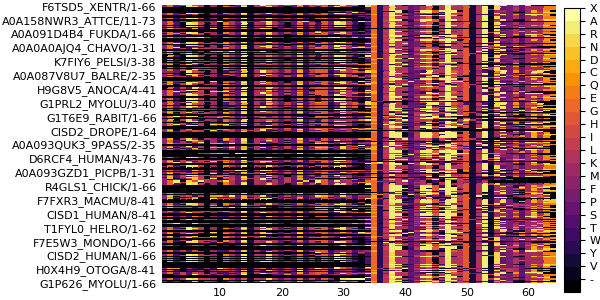 F6TSD5_XENTR/1-66
A0A158NWR3_ATTCE/11-73
A0A091D4B4_FUKDA/1-66
A0A0A0AJQ4_CHAVO/1-31
K7FIY6_PELSI/3-38
A0A087V8U7_BALRE/2-35
H9G8V5_ANOCA/4-41
G1PRL2_MYOLU/3-40
G1T6E9_RABIT/1-66
CISD2_DROPE/1-64
A0A093QUK3_9PASS/2-35
D6RCF4_HUMAN/43-76
A0A093GZD1_PICPB/1-31
R4GLS1_CHICK/1-66
F7FXR3_MACMU/8-41
CISD1_HUMAN/8-41
T1FYL0_HELRO/1-62
F7E5W3_MONDO/1-66
CISD2_HUMAN/1-66
H0X4H9_OTOGA/8-41
G1P626_MYOLU/1-66
10 20 30 40 50 60
X
A
R
N
D
C
Q
E
G
H
I
L
K
M
F
P
S
T
W
Y
V
-